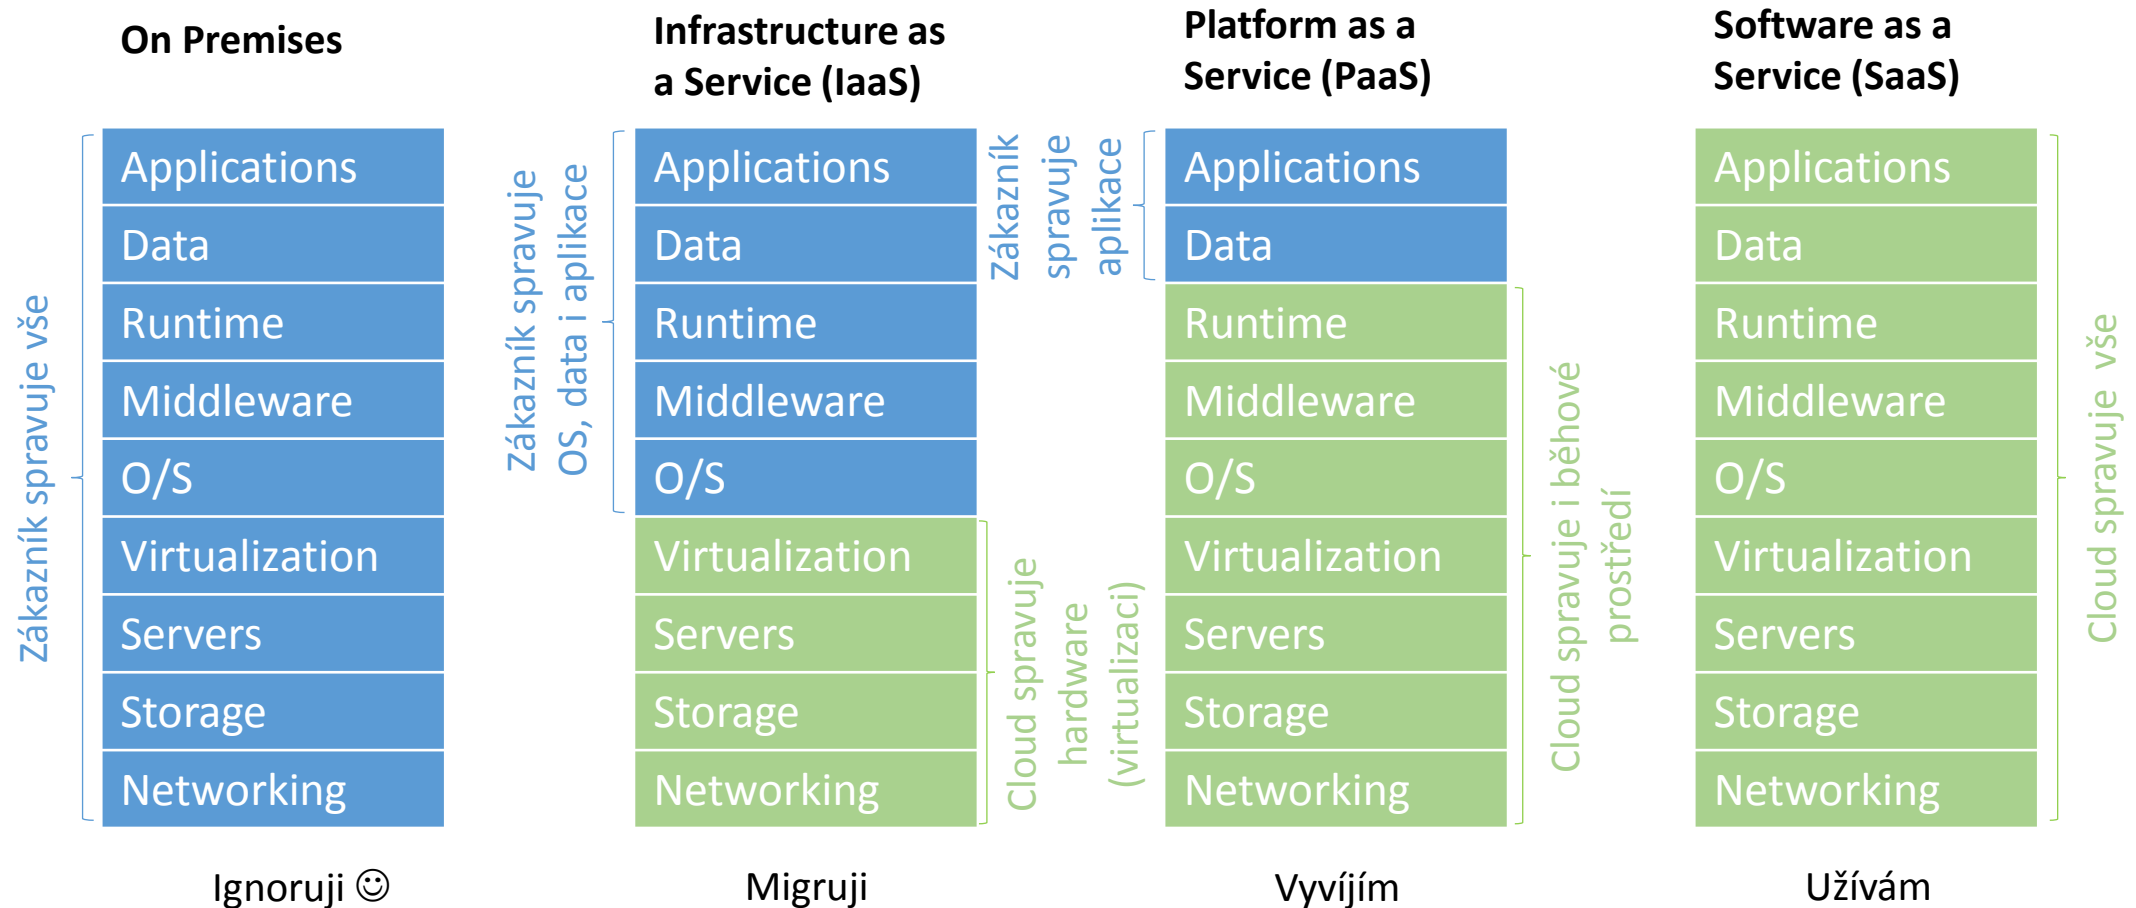 On Premises
Zákazník spravuje vše
Applications
Data
Runtime
Middleware
O/S
Virtualization
Servers
Storage
Networking
Ignoruji ☺
Infrastructure as
a Service (IaaS)
Zákazník spravuje
OS, data i aplikace
Applications
Data
Runtime
Middleware
O/S
Virtualization
Servers
Storage
Networking
Cloud spravuje
hardware
(virtualizaci)
Migruji
Platform as a
Service (PaaS)
Zákazník
spravuje
aplikace
Applications
Data
Runtime
Middleware
O/S
Virtualization
Servers
Storage
Networking
Cloud spravuje i běhové
prostředí
Vyvíjím
Software as a
Service (SaaS)
Applications
Data
Runtime
Middleware
O/S
Virtualization
Servers
Storage
Networking
Cloud spravuje vše
Užívám